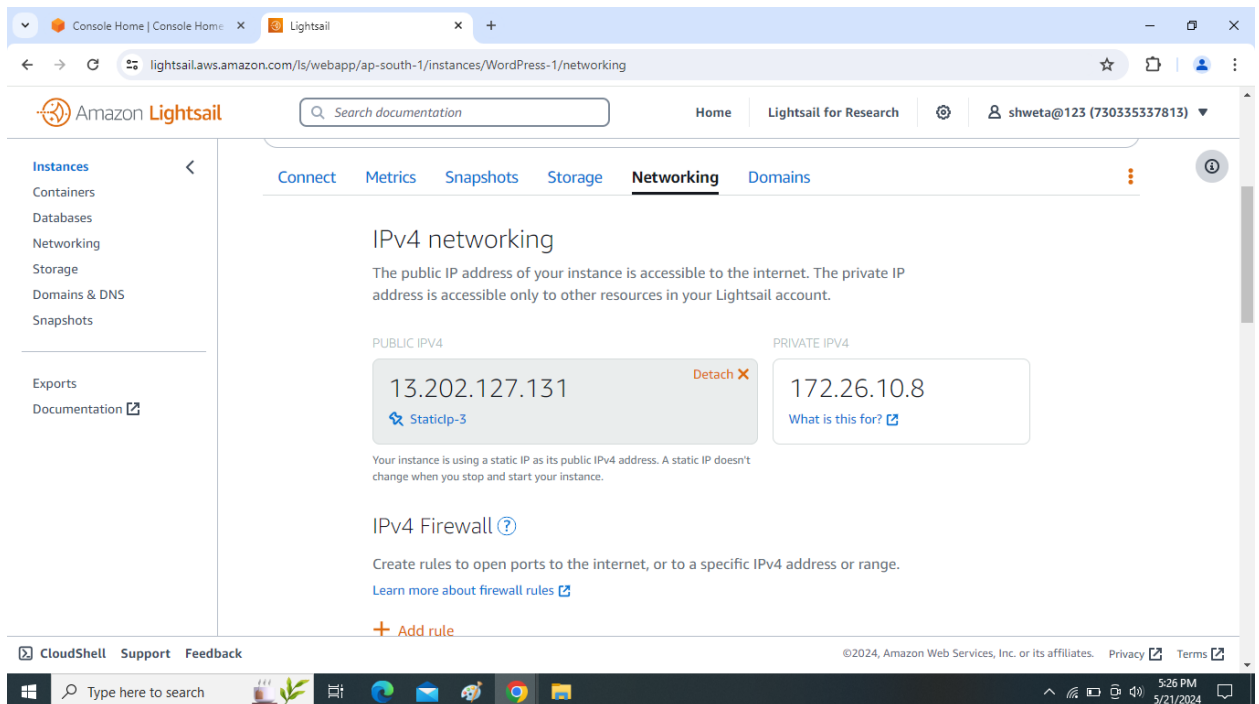 Console Home | Console Home
Lightsail
lightsail.aws.amazon.com/ls/webapp/ap-south-1/instances/WordPress-1/networking
Amazon Lightsail
Search documentation
Home
Lightsail for Research
shweta@123 (730335337813)
Instances
Containers
Databases
Networking
Storage
Domains & DNS
Snapshots
Exports
Documentation
Connect
Metrics
Snapshots
Storage
Networking
Domains
IPv4 networking
The public IP address of your instance is accessible to the internet. The private IP
address is accessible only to other resources in your Lightsail account.
PUBLIC IPV4
13.202.127.131
Detach
StaticIp-3
PRIVATE IPV4
172.26.10.8
What is this for?
Your instance is using a static IP as its public IPv4 address. A static IP doesn't
change when you stop and start your instance.
IPv4 Firewall ?
Create rules to open ports to the internet, or to a specific IPv4 address or range.
Learn more about firewall rules
+ Add rule
CloudShell
Support
Feedback
©2024, Amazon Web Services, Inc. or its affiliates.
Privacy
Terms
Type here to search
5:26 PM
5/21/2024